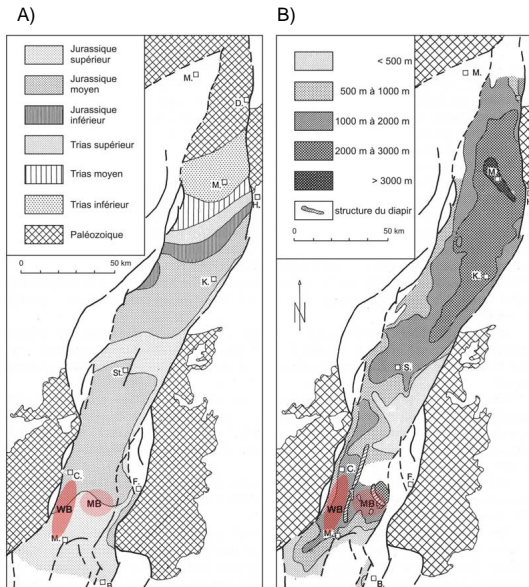 A)
Jurassique
supérieur
Jurassique
moyen
Jurassique
inférieur
Trias supérieur
Trias moyen
Trias inférieur
Paléozoique
0 50 km
M.
D.
M.
H.
K.
St.
C.
F.
WB
MB
M.
B.
B)
< 500 m
500 m à 1000 m
1000 m à 2000 m
2000 m à 3000 m
> 3000 m
structure du diapir
0 50 km
N
M.
M.
K.
S.
C.
F.
WB
MB
M.
B.